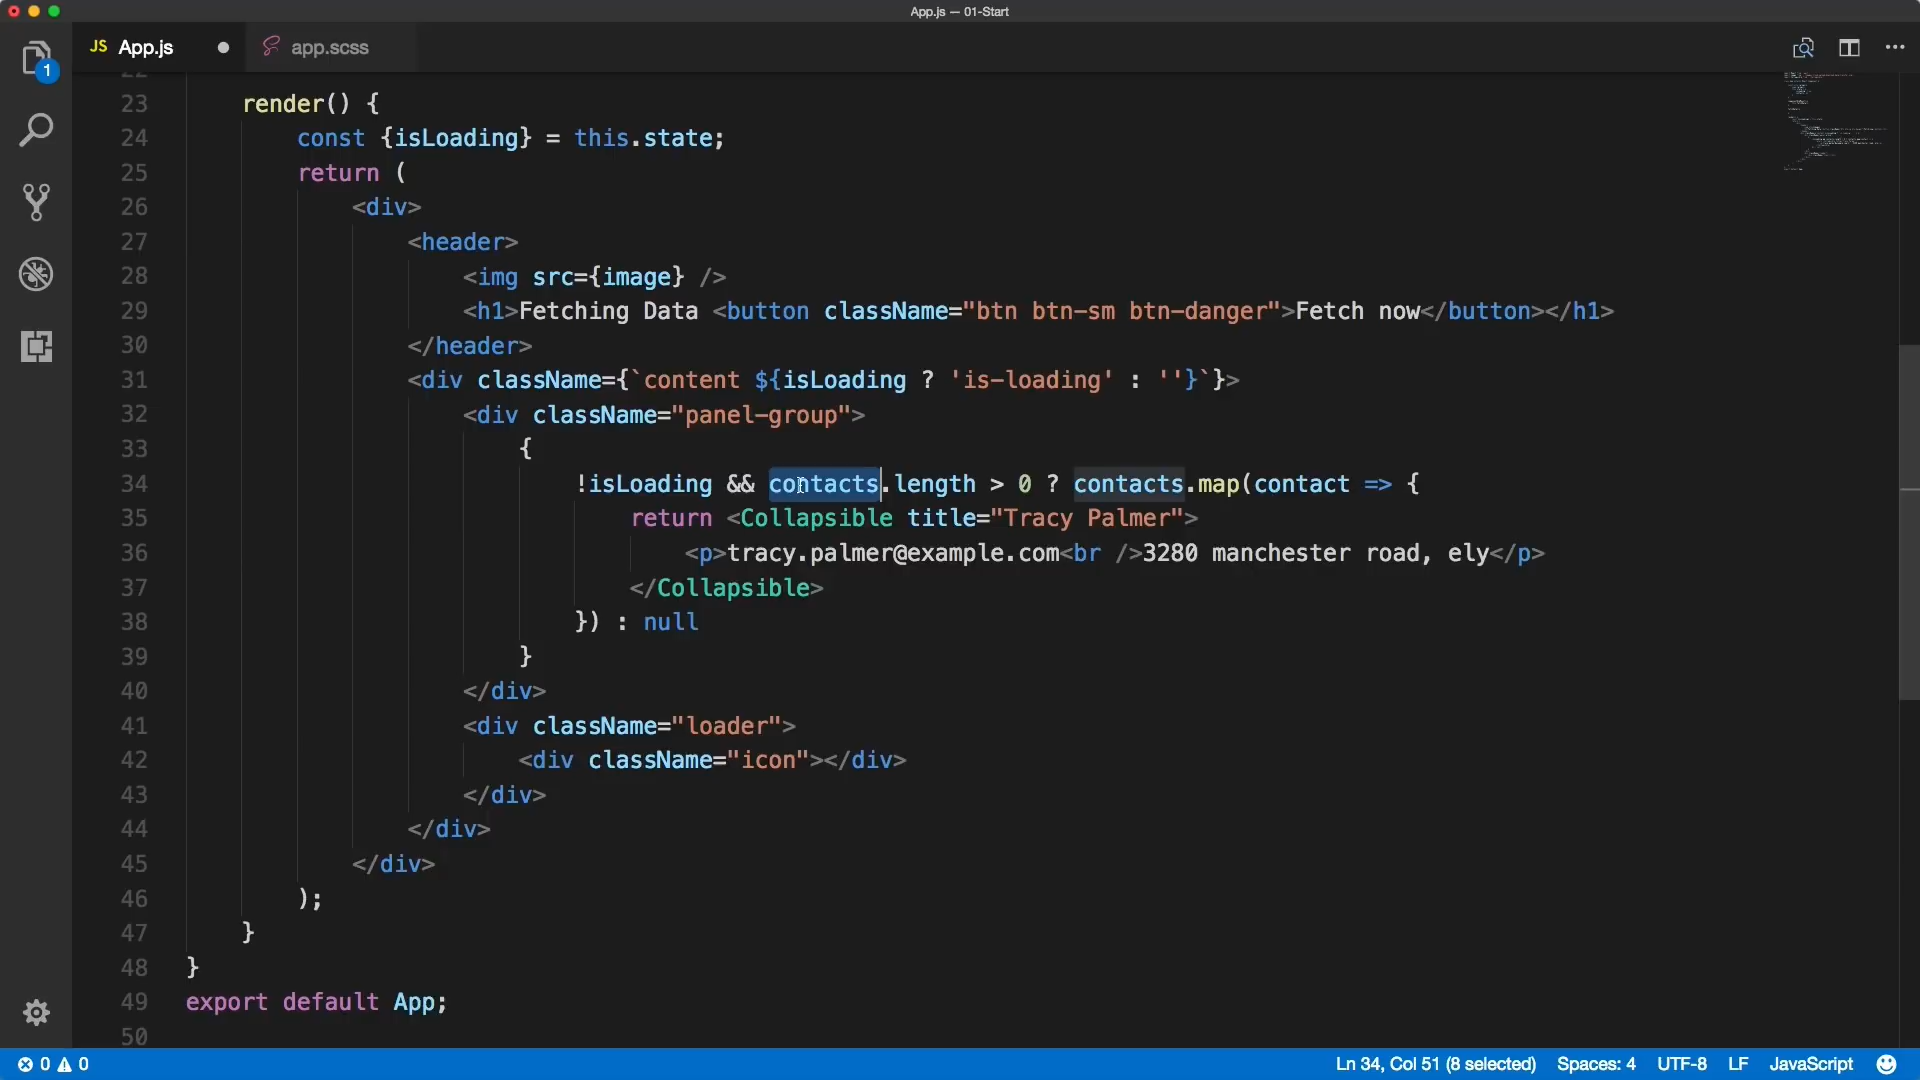 App.js — 01-Start
JS App.js app.scss
1
23 render() {
24 const {isLoading} = this.state;
25 return (
26 <div>
27 <header>
28 <img src={image} />
29 <h1>Fetching Data <button className="btn btn-sm btn-danger">Fetch now</button></h1>
30 </header>
31 <div className={`content ${isLoading ? 'is-loading' : ''}`}>
32 <div className="panel-group">
33 {
34 !isLoading && contacts.length > 0 ? contacts.map(contact => {
35 return <Collapsible title="Tracy Palmer">
36 <p>tracy.palmer@example.com<br />3280 manchester road, ely</p>
37 </Collapsible>
38 }) : null
39 }
40 </div>
41 <div className="loader">
42 <div className="icon"></div>
43 </div>
44 </div>
45 </div>
46 );
47 }
48 }
49 export default App;
50
0 0 Ln 34, Col 51 (8 selected) Spaces: 4 UTF-8 LF JavaScript